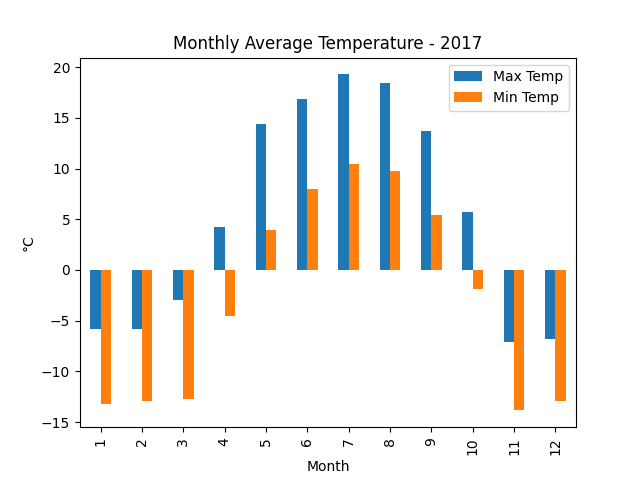 Monthly Average Temperature - 2017
Max Temp
Min Temp
20
15
10
5
0
−5
−10
−15
°C
1 2 3 4 5 6 7 8 9 10 11 12
Month